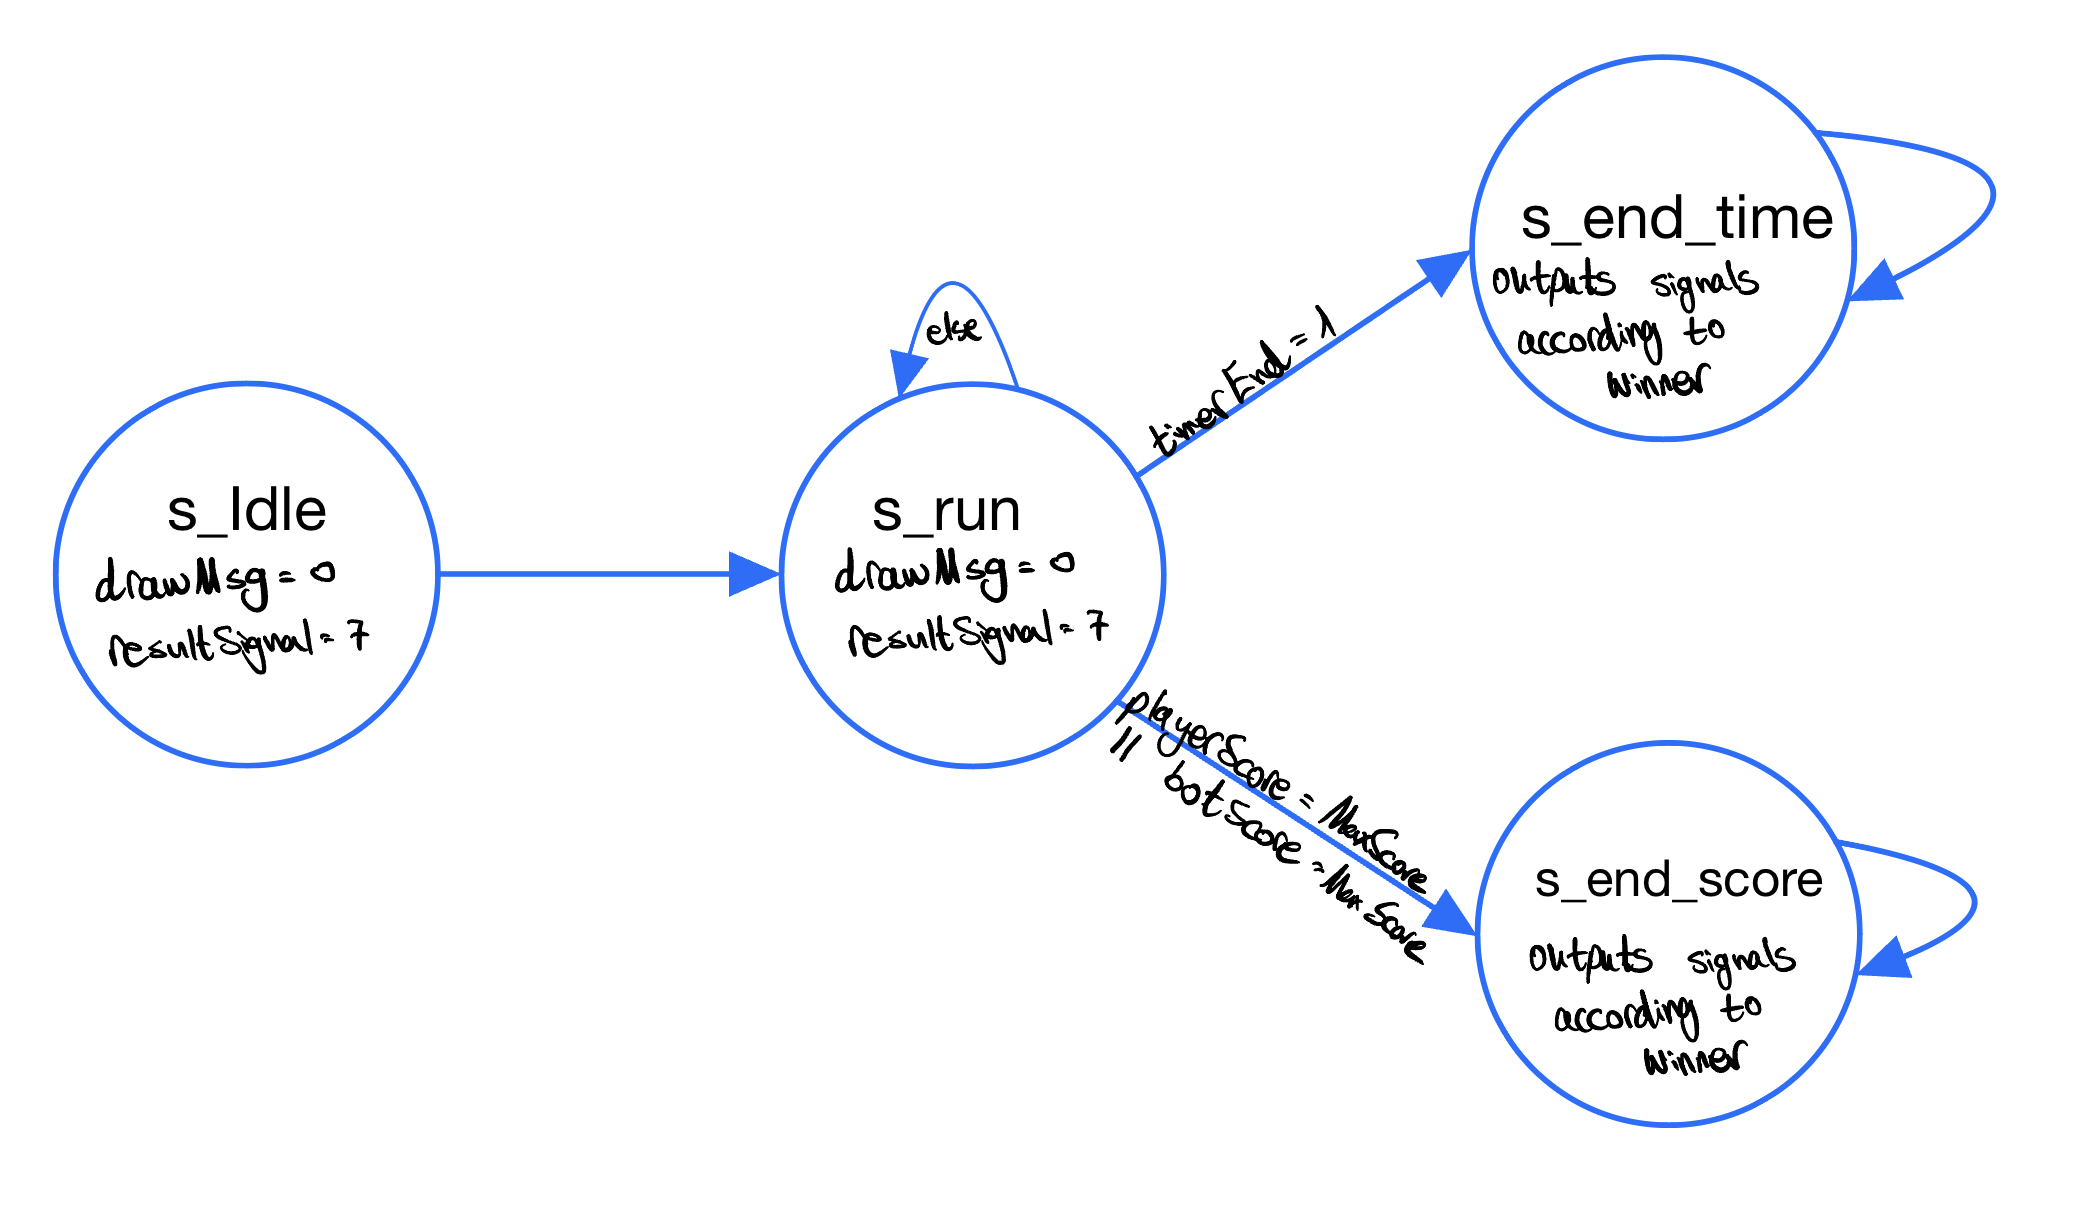 s_Idle
drawMsg = 0
resultSignal = 7
else
s_run
drawMsg = 0
resultSignal = 7
timerEnd = 1
s_end_time
outputs signals
according to
winner
playerScore = MaxScore
|| botScore = MaxScore
s_end_score
outputs signals
according to
winner